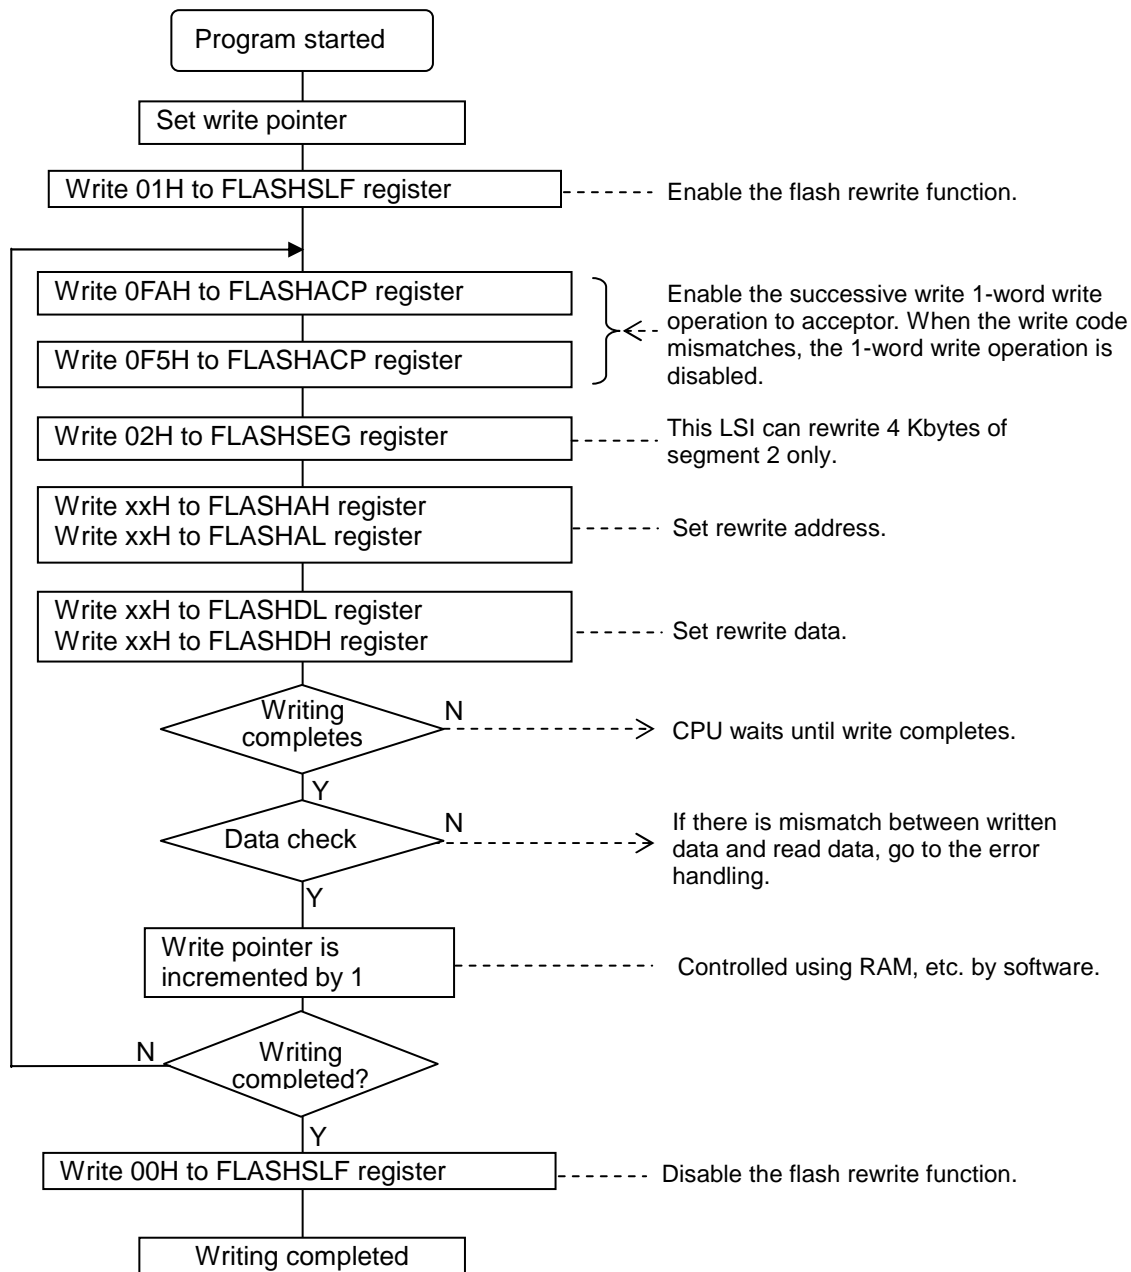 Program started
Set write pointer
Write 01H to FLASHSLF register
Enable the flash rewrite function.
Write 0FAH to FLASHACP register
Write 0F5H to FLASHACP register
Enable the successive write 1-word write
operation to acceptor. When the write code
mismatches, the 1-word write operation is
disabled.
Write 02H to FLASHSEG register
This LSI can rewrite 4 Kbytes of
segment 2 only.
Write xxH to FLASHAH register
Write xxH to FLASHAL register
Set rewrite address.
Write xxH to FLASHDL register
Write xxH to FLASHDH register
Set rewrite data.
Writing
completes
N
CPU waits until write completes.
Y
Data check
N
If there is mismatch between written
data and read data, go to the error
handling.
Y
Write pointer is
incremented by 1
Controlled using RAM, etc. by software.
N
Writing
completed?
Y
Write 00H to FLASHSLF register
Disable the flash rewrite function.
Writing completed